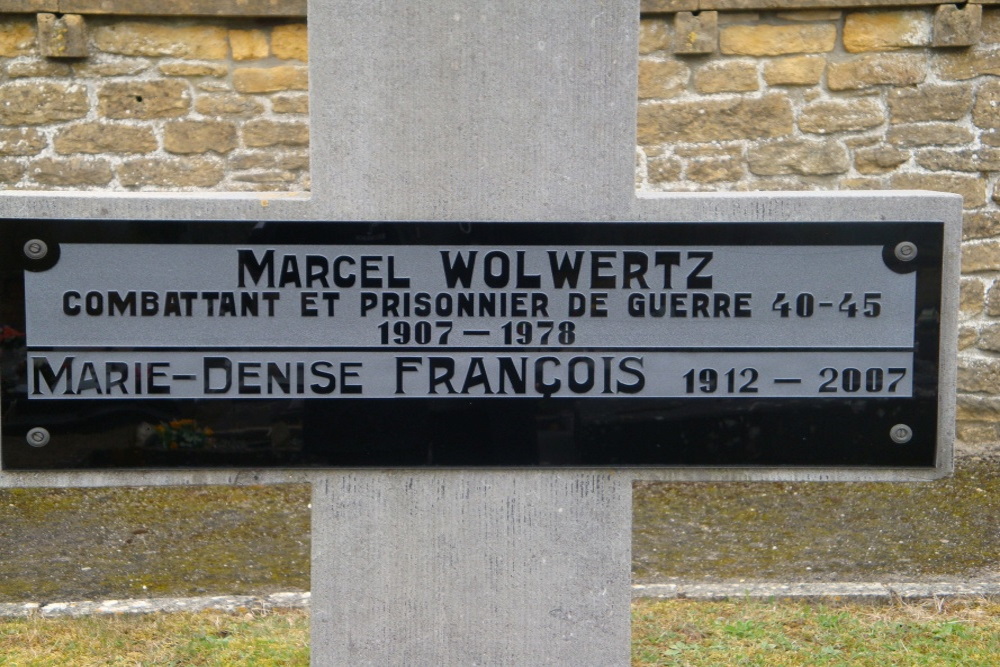 MARCEL WOLWERTZ
COMBATTANT ET PRISONNIER DE GUERRE 40-45
1907 — 1978
MARIE-DENISE FRANÇOIS 1912 — 2007